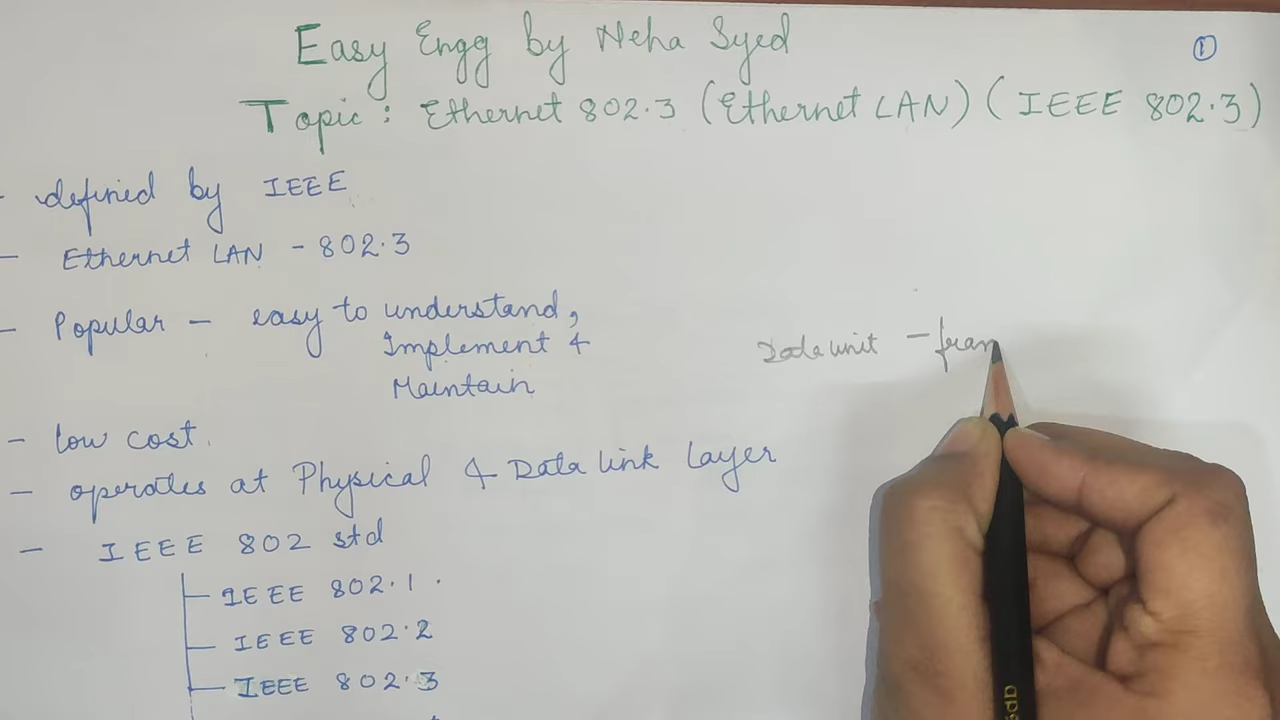 Easy Engg by Neha Syed
①
Topic: Ethernet 802.3 (Ethernet LAN) (IEEE 802.3)
- defined by IEEE
- Ethernet LAN - 802.3
- Popular - easy to understand,
Implement &
Maintain
Data unit - fram
- low cost.
- operates at Physical & Data link layer
- IEEE 802 std
IEEE 802.1
IEEE 802.2
IEEE 802.3